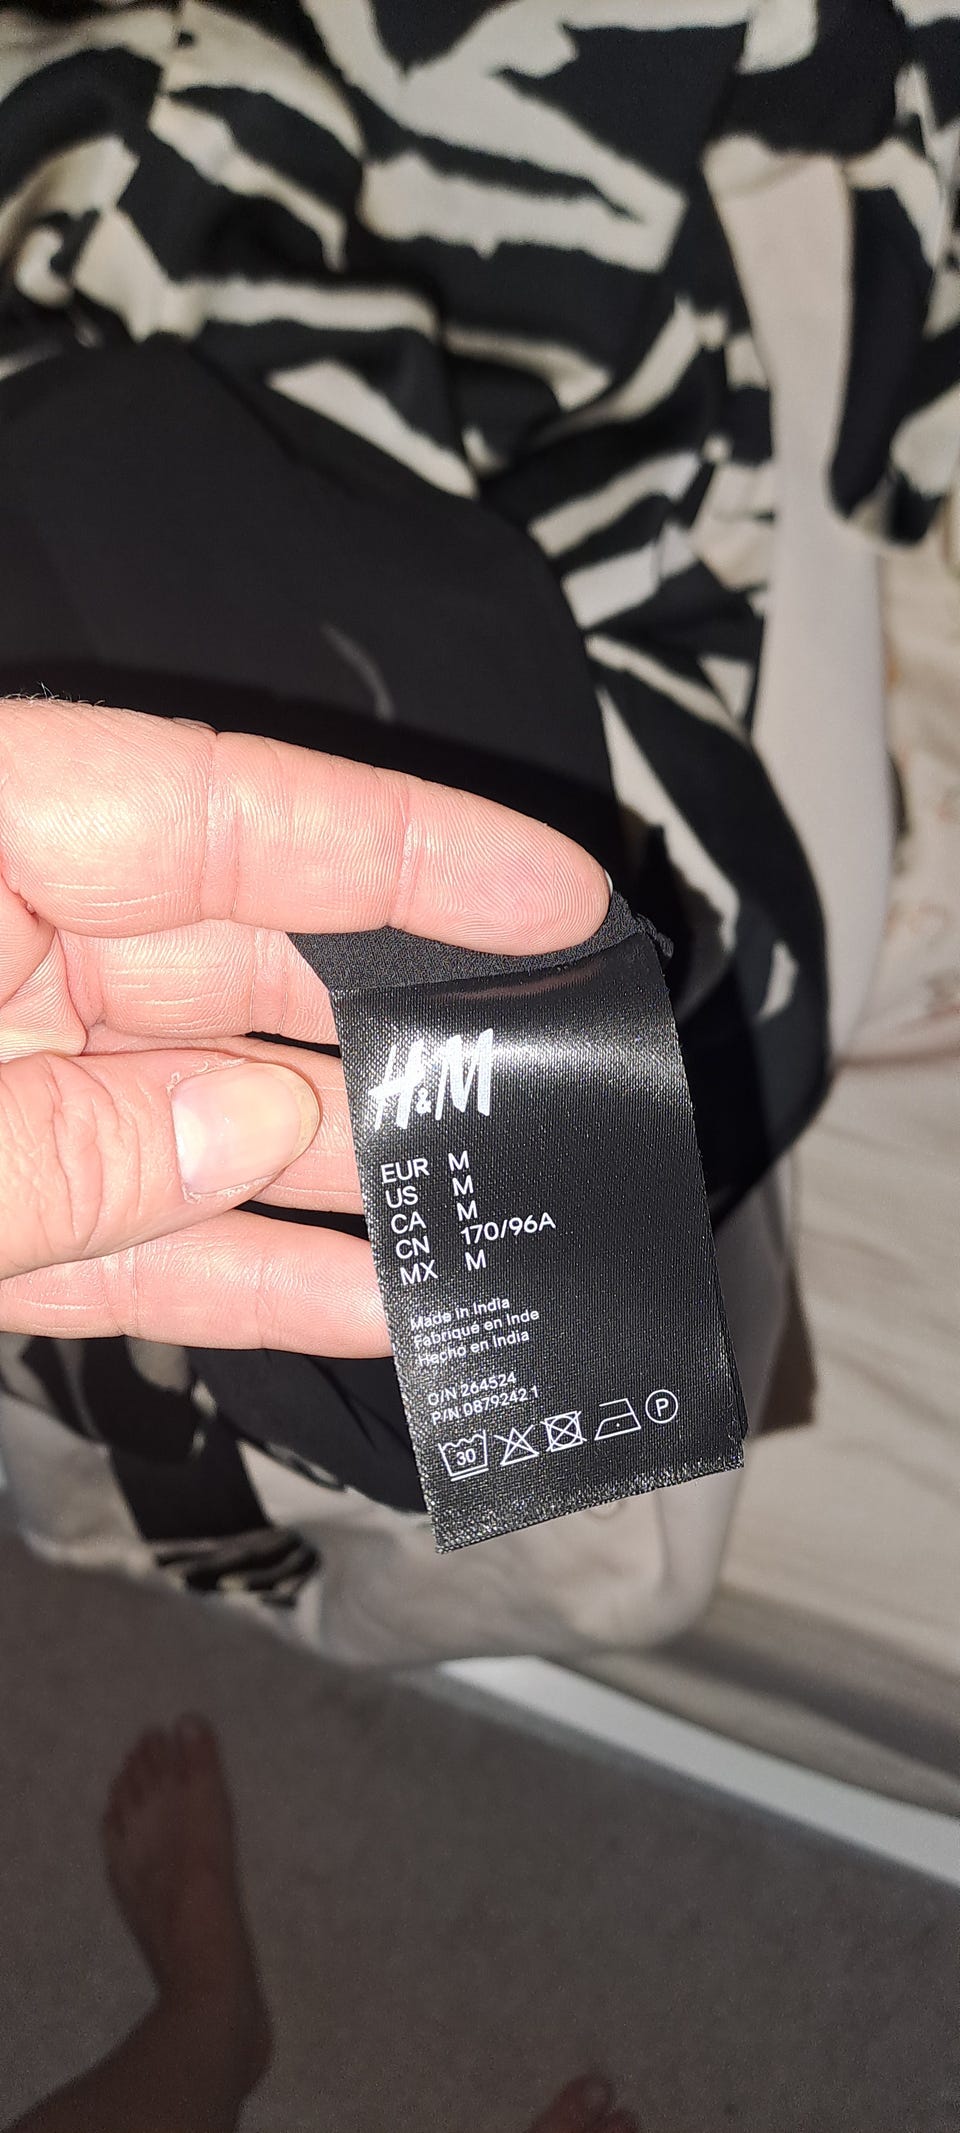 H&M
EUR M
US M
CA M
CN 170/96A
MX M
Made in India
Fabriqué en Inde
Hecho en India
O/N 264524
P/N 0879242 1
30
P